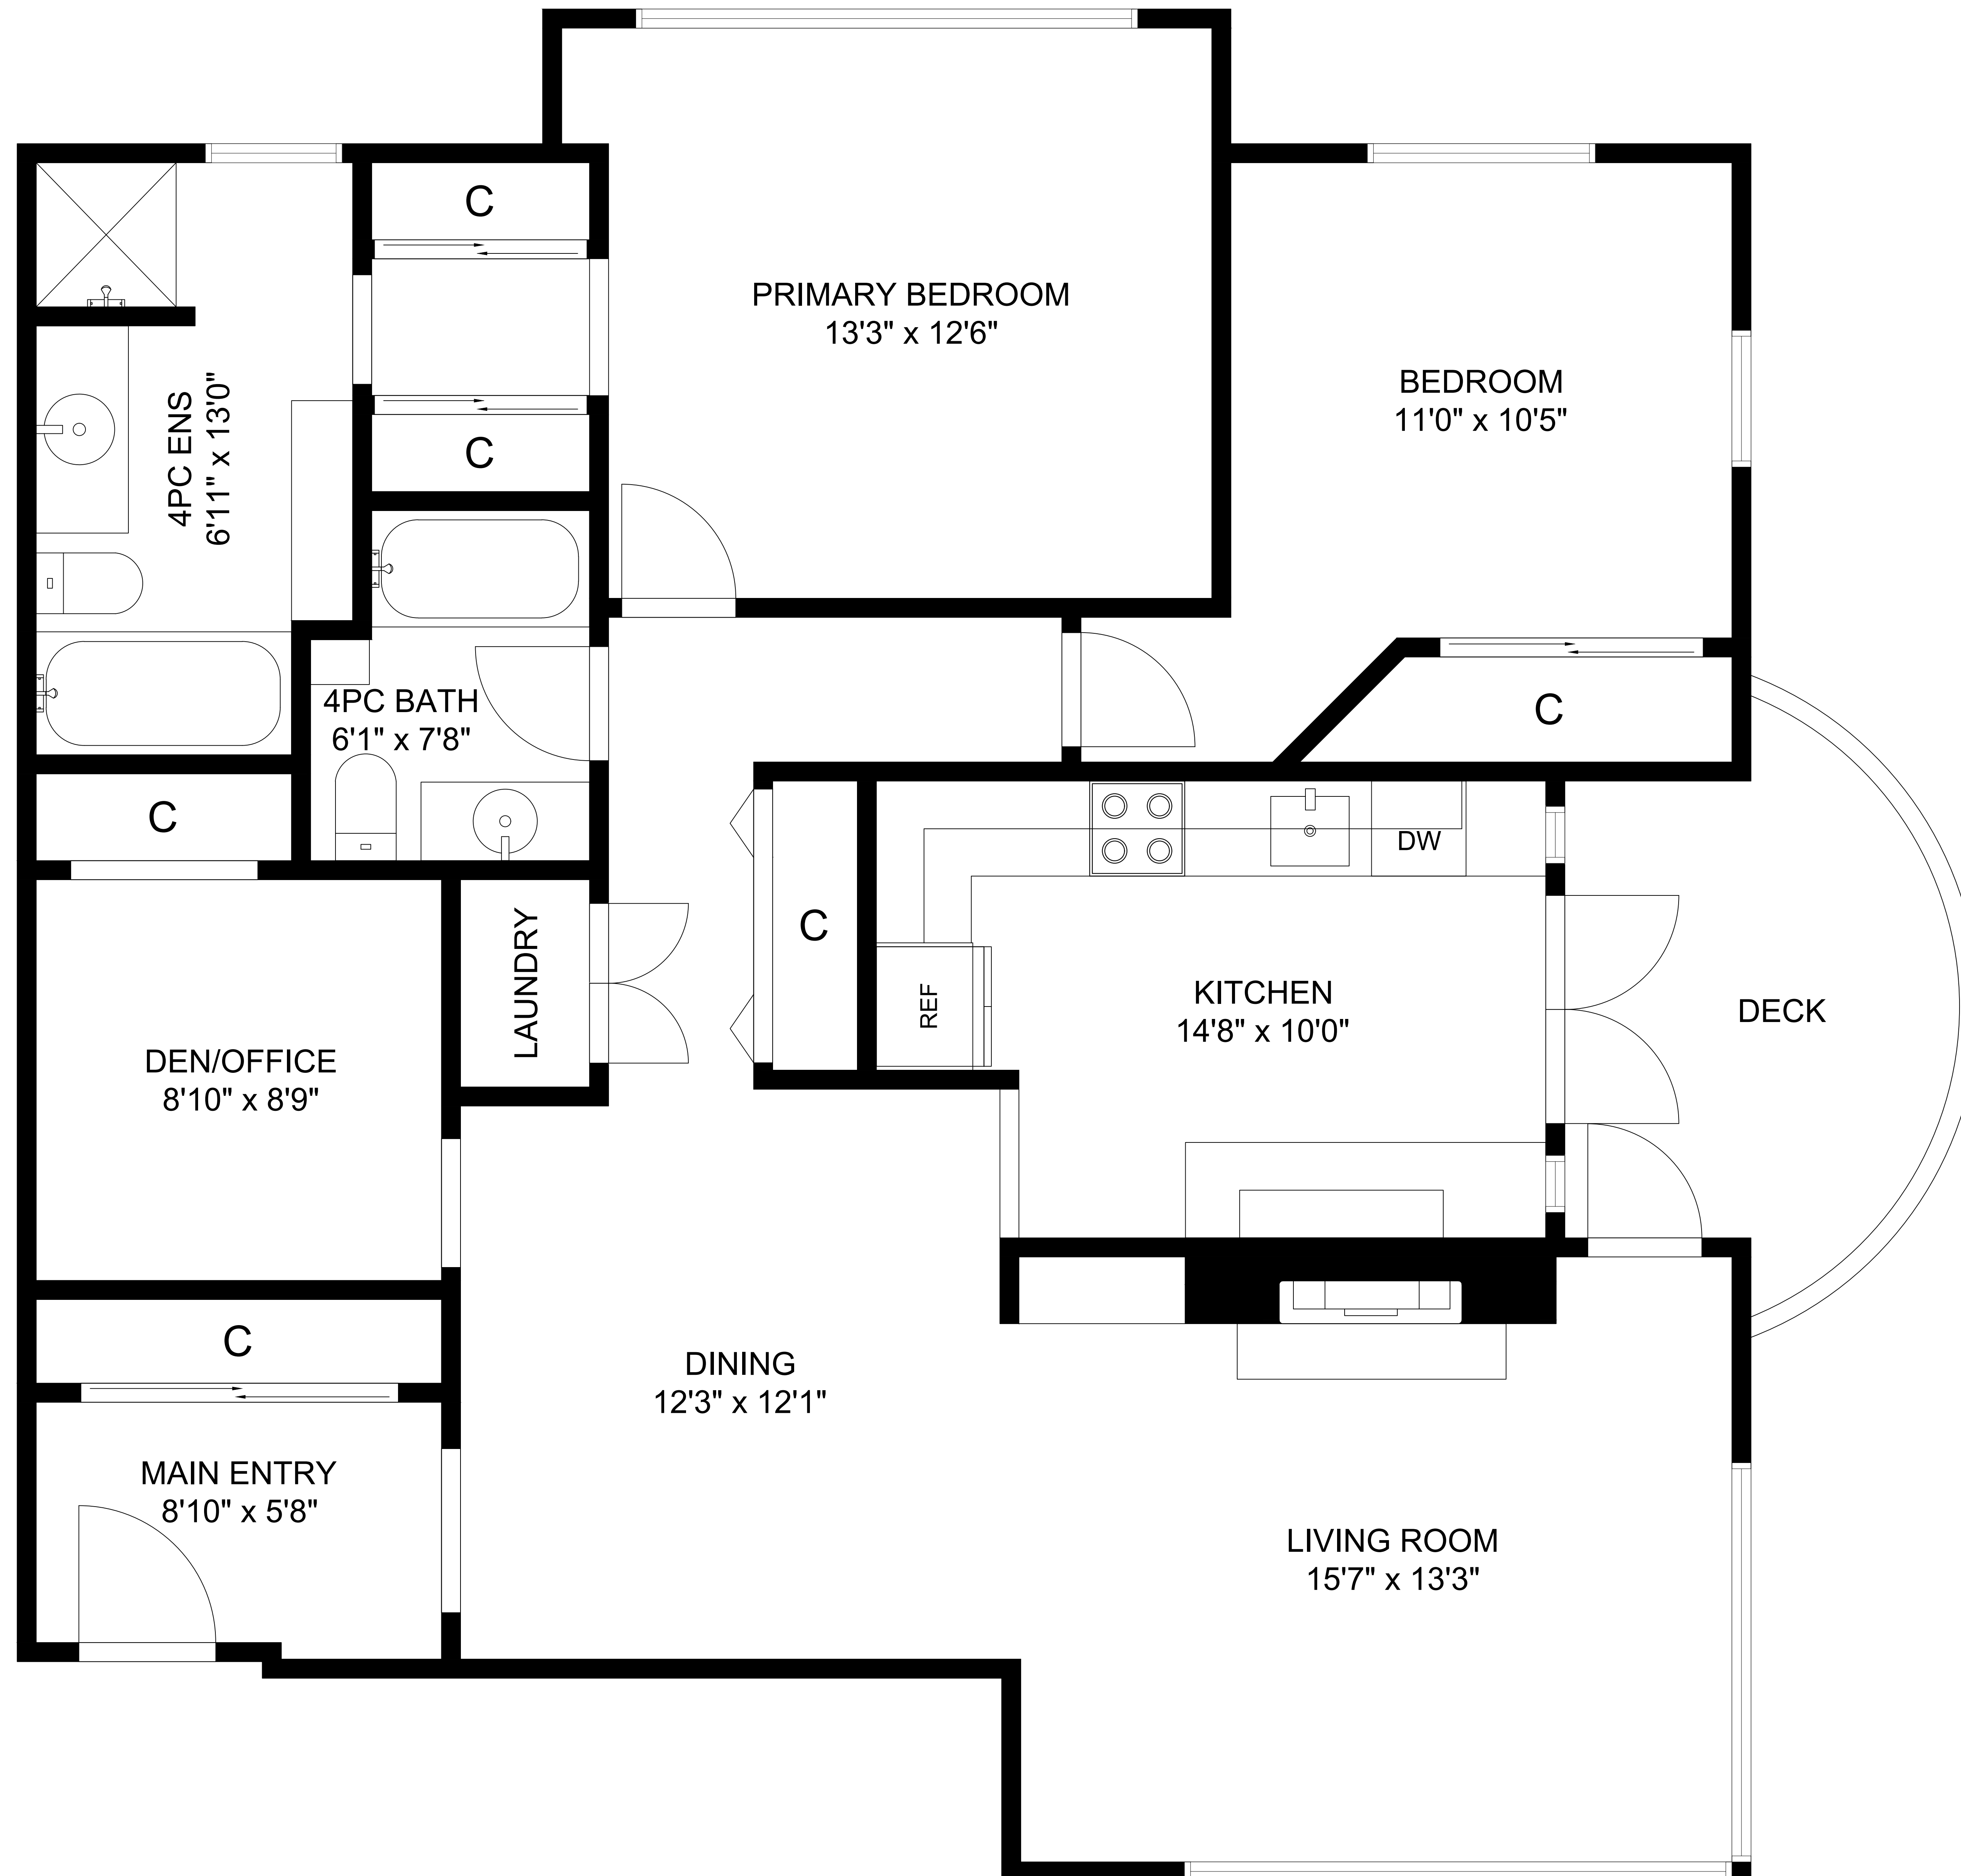 C
PRIMARY BEDROOM
13'3" x 12'6"
BEDROOM
11'0" x 10'5"
4PC ENS
6'11" x 13'0"
C
4PC BATH
6'1" x 7'8"
C
C
DW
C
LAUNDRY
REF
KITCHEN
14'8" x 10'0"
DECK
DEN/OFFICE
8'10" x 8'9"
C
DINING
12'3" x 12'1"
MAIN ENTRY
8'10" x 5'8"
LIVING ROOM
15'7" x 13'3"